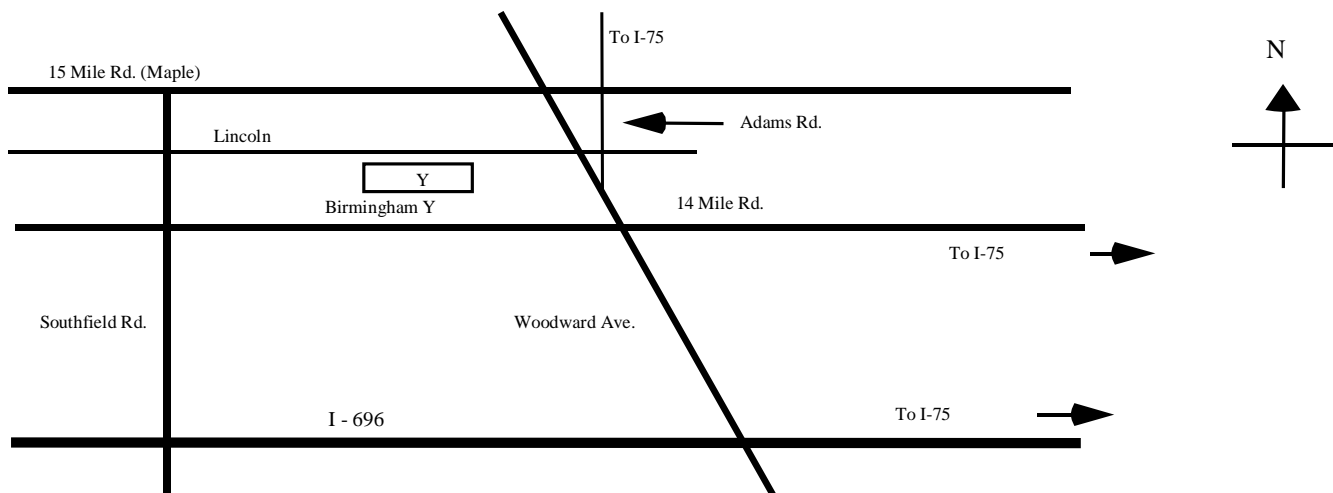 To I-75
N
15 Mile Rd. (Maple)
Adams Rd.
Lincoln
Y
Birmingham Y
14 Mile Rd.
To I-75
Southfield Rd.
Woodward Ave.
I - 696
To I-75